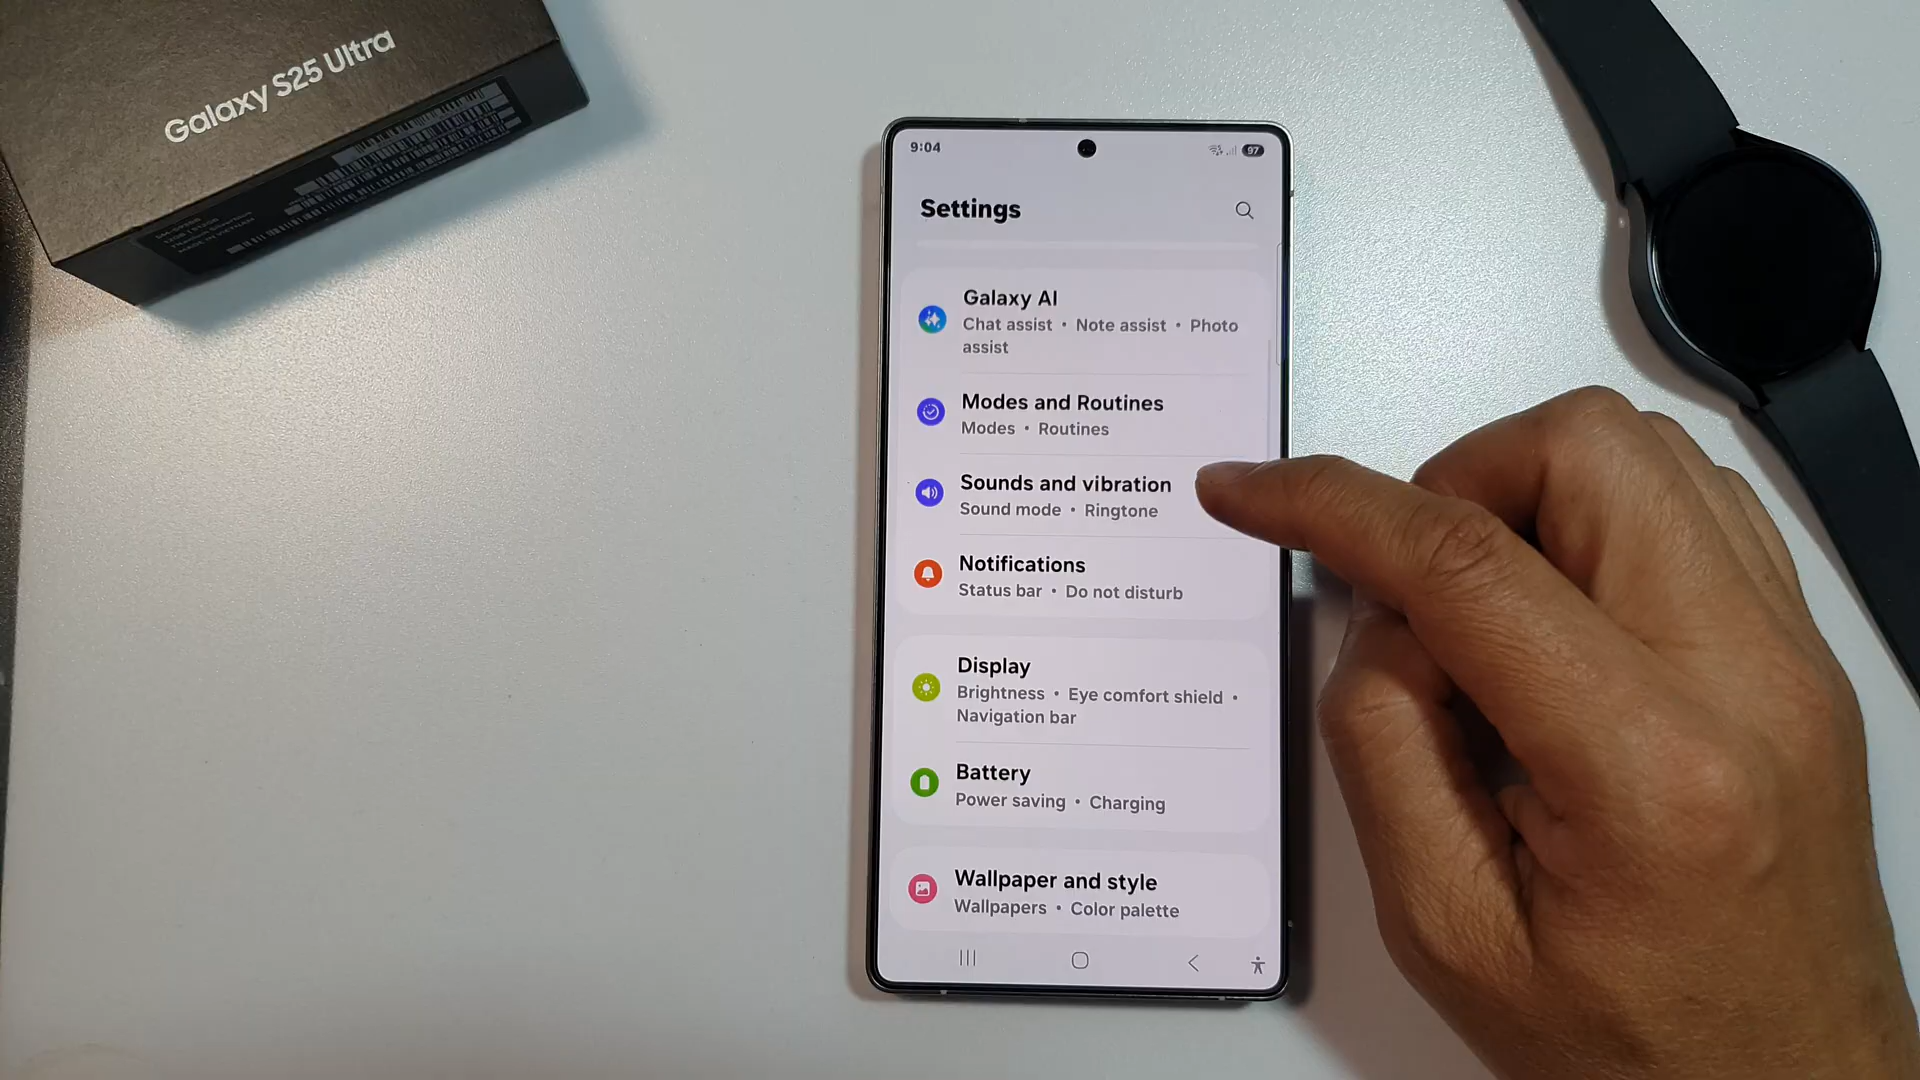 Galaxy S25 Ultra
9:04
97
Settings
Galaxy AI
Chat assist • Note assist • Photo
assist
Modes and Routines
Modes • Routines
Sounds and vibration
Sound mode • Ringtone
Notifications
Status bar • Do not disturb
Display
Brightness • Eye comfort shield •
Navigation bar
Battery
Power saving • Charging
Wallpaper and style
Wallpapers • Color palette